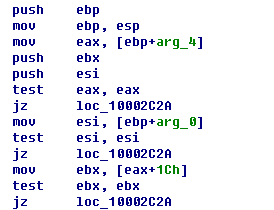 push ebp
mov ebp, esp
mov eax, [ebp+arg_4]
push ebx
push esi
test eax, eax
jz loc_10002C2A
mov esi, [ebp+arg_0]
test esi, esi
jz loc_10002C2A
mov ebx, [eax+1Ch]
test ebx, ebx
jz loc_10002C2A